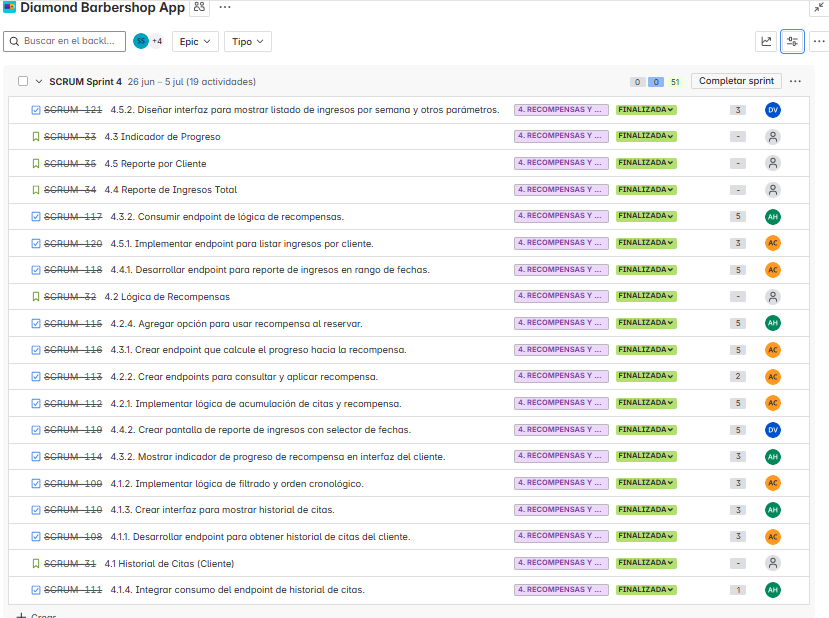 Diamond Barbershop App
Buscar en el backl... SS +4 Epic Tipo
SCRUM Sprint 4 26 jun – 5 jul (19 actividades) 0 0 51 Completar sprint
SCRUM-121 4.5.2. Diseñar interfaz para mostrar listado de ingresos por semana y otros parámetros. 4. RECOMPENSAS Y ... FINALIZADA 3 DV
SCRUM-33 4.3 Indicador de Progreso 4. RECOMPENSAS Y ... FINALIZADA -
SCRUM-35 4.5 Reporte por Cliente 4. RECOMPENSAS Y ... FINALIZADA -
SCRUM-34 4.4 Reporte de Ingresos Total 4. RECOMPENSAS Y ... FINALIZADA -
SCRUM-117 4.3.2. Consumir endpoint de lógica de recompensas. 4. RECOMPENSAS Y ... FINALIZADA 5 AH
SCRUM-120 4.5.1. Implementar endpoint para listar ingresos por cliente. 4. RECOMPENSAS Y ... FINALIZADA 3 AC
SCRUM-118 4.4.1. Desarrollar endpoint para reporte de ingresos en rango de fechas. 4. RECOMPENSAS Y ... FINALIZADA 5 AC
SCRUM-32 4.2 Lógica de Recompensas 4. RECOMPENSAS Y ... FINALIZADA -
SCRUM-115 4.2.4. Agregar opción para usar recompensa al reservar. 4. RECOMPENSAS Y ... FINALIZADA 5 AH
SCRUM-116 4.3.1. Crear endpoint que calcule el progreso hacia la recompensa. 4. RECOMPENSAS Y ... FINALIZADA 5 AC
SCRUM-113 4.2.2. Crear endpoints para consultar y aplicar recompensa. 4. RECOMPENSAS Y ... FINALIZADA 2 AC
SCRUM-112 4.2.1. Implementar lógica de acumulación de citas y recompensa. 4. RECOMPENSAS Y ... FINALIZADA 5 AC
SCRUM-119 4.4.2. Crear pantalla de reporte de ingresos con selector de fechas. 4. RECOMPENSAS Y ... FINALIZADA 5 DV
SCRUM-114 4.3.2. Mostrar indicador de progreso de recompensa en interfaz del cliente. 4. RECOMPENSAS Y ... FINALIZADA 3 AH
SCRUM-109 4.1.2. Implementar lógica de filtrado y orden cronológico. 4. RECOMPENSAS Y ... FINALIZADA 3 AC
SCRUM-110 4.1.3. Crear interfaz para mostrar historial de citas. 4. RECOMPENSAS Y ... FINALIZADA 3 AH
SCRUM-108 4.1.1. Desarrollar endpoint para obtener historial de citas del cliente. 4. RECOMPENSAS Y ... FINALIZADA 3 AC
SCRUM-31 4.1 Historial de Citas (Cliente) 4. RECOMPENSAS Y ... FINALIZADA -
SCRUM-111 4.1.4. Integrar consumo del endpoint de historial de citas. 4. RECOMPENSAS Y ... FINALIZADA 1 AH
+ Crear